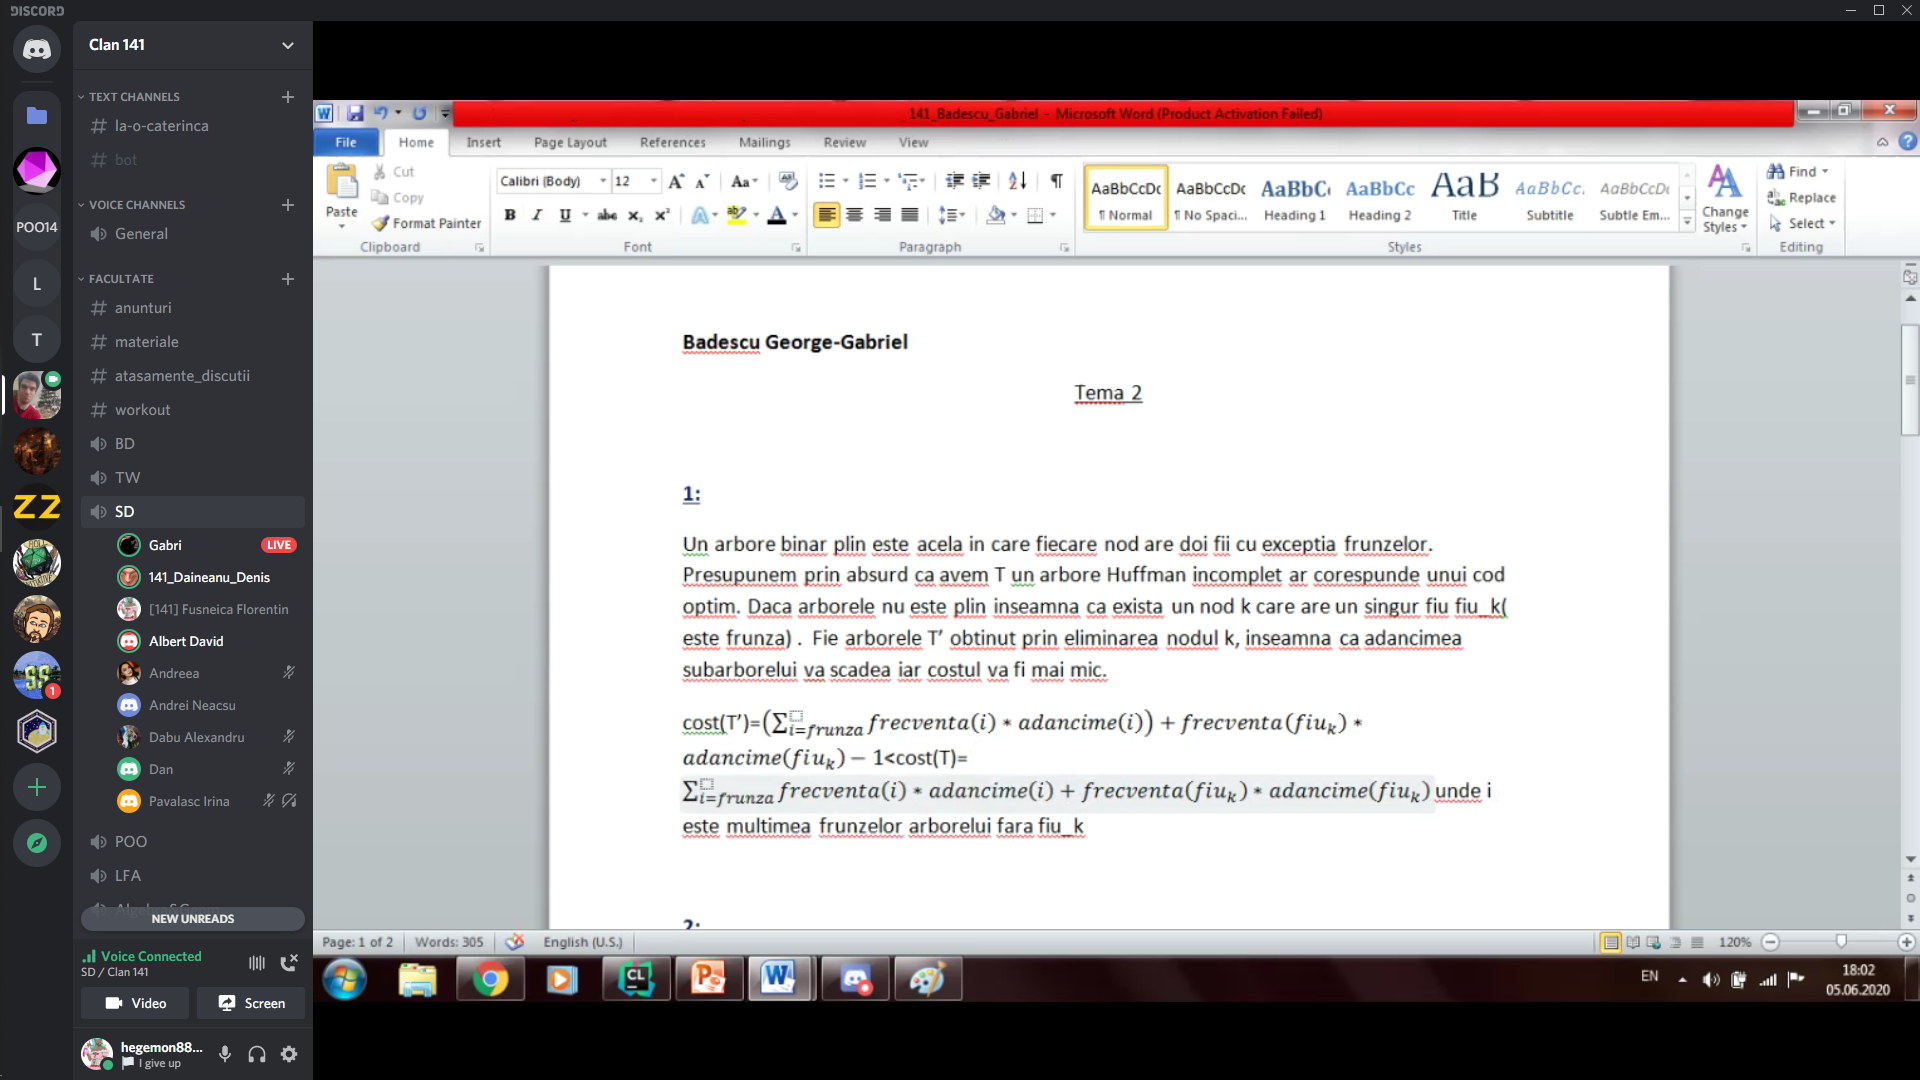 DISCORD
Clan 141
TEXT CHANNELS
la-o-caterinca
bot
VOICE CHANNELS
General
FACULTATE
anunturi
materiale
atasamente_discutii
workout
BD
TW
SD
Gabri LIVE
141_Daineanu_Denis
[141] Fusneica Florentin
Albert David
Andreea
Andrei Neacsu
Dabu Alexandru
Dan
Pavalasc Irina
POO
LFA
NEW UNREADS
Voice Connected
SD / Clan 141
Video Screen
hegemon88...
I give up
POO14
L
T
ZZ
1
141_Badescu_Gabriel - Microsoft Word (Product Activation Failed)
File Home Insert Page Layout References Mailings Review View
Paste
Cut
Copy
Format Painter
Clipboard
Calibri (Body) 12
Font
Paragraph
AaBbCcDc AaBbCcDc AaBbCc AaBbCc AaB AaBbCc. AaBbCcDc
¶ Normal ¶ No Spaci... Heading 1 Heading 2 Title Subtitle Subtle Em...
Styles
Change
Styles
Find
Replace
Select
Editing
Badescu George-Gabriel
Tema 2
1:
Un arbore binar plin este acela in care fiecare nod are doi fii cu exceptia frunzelor.
Presupunem prin absurd ca avem T un arbore Huffman incomplet ar corespunde unui cod
optim. Daca arborele nu este plin inseamna ca exista un nod k care are un singur fiu fiu_k(
este frunza) . Fie arborele T’ obtinut prin eliminarea nodul k, inseamna ca adancimea
subarborelui va scadea iar costul va fi mai mic.
cost(T’)=(∑i=frunza frecventa(i) * adancime(i)) + frecventa(fiuk) *
adancime(fiuk) − 1<cost(T)=
∑i=frunza frecventa(i) * adancime(i) + frecventa(fiuk) * adancime(fiuk) unde i
este multimea frunzelor arborelui fara fiu_k
2:
Page: 1 of 2 Words: 305 English (U.S.) 120%
EN
18:02
05.06.2020